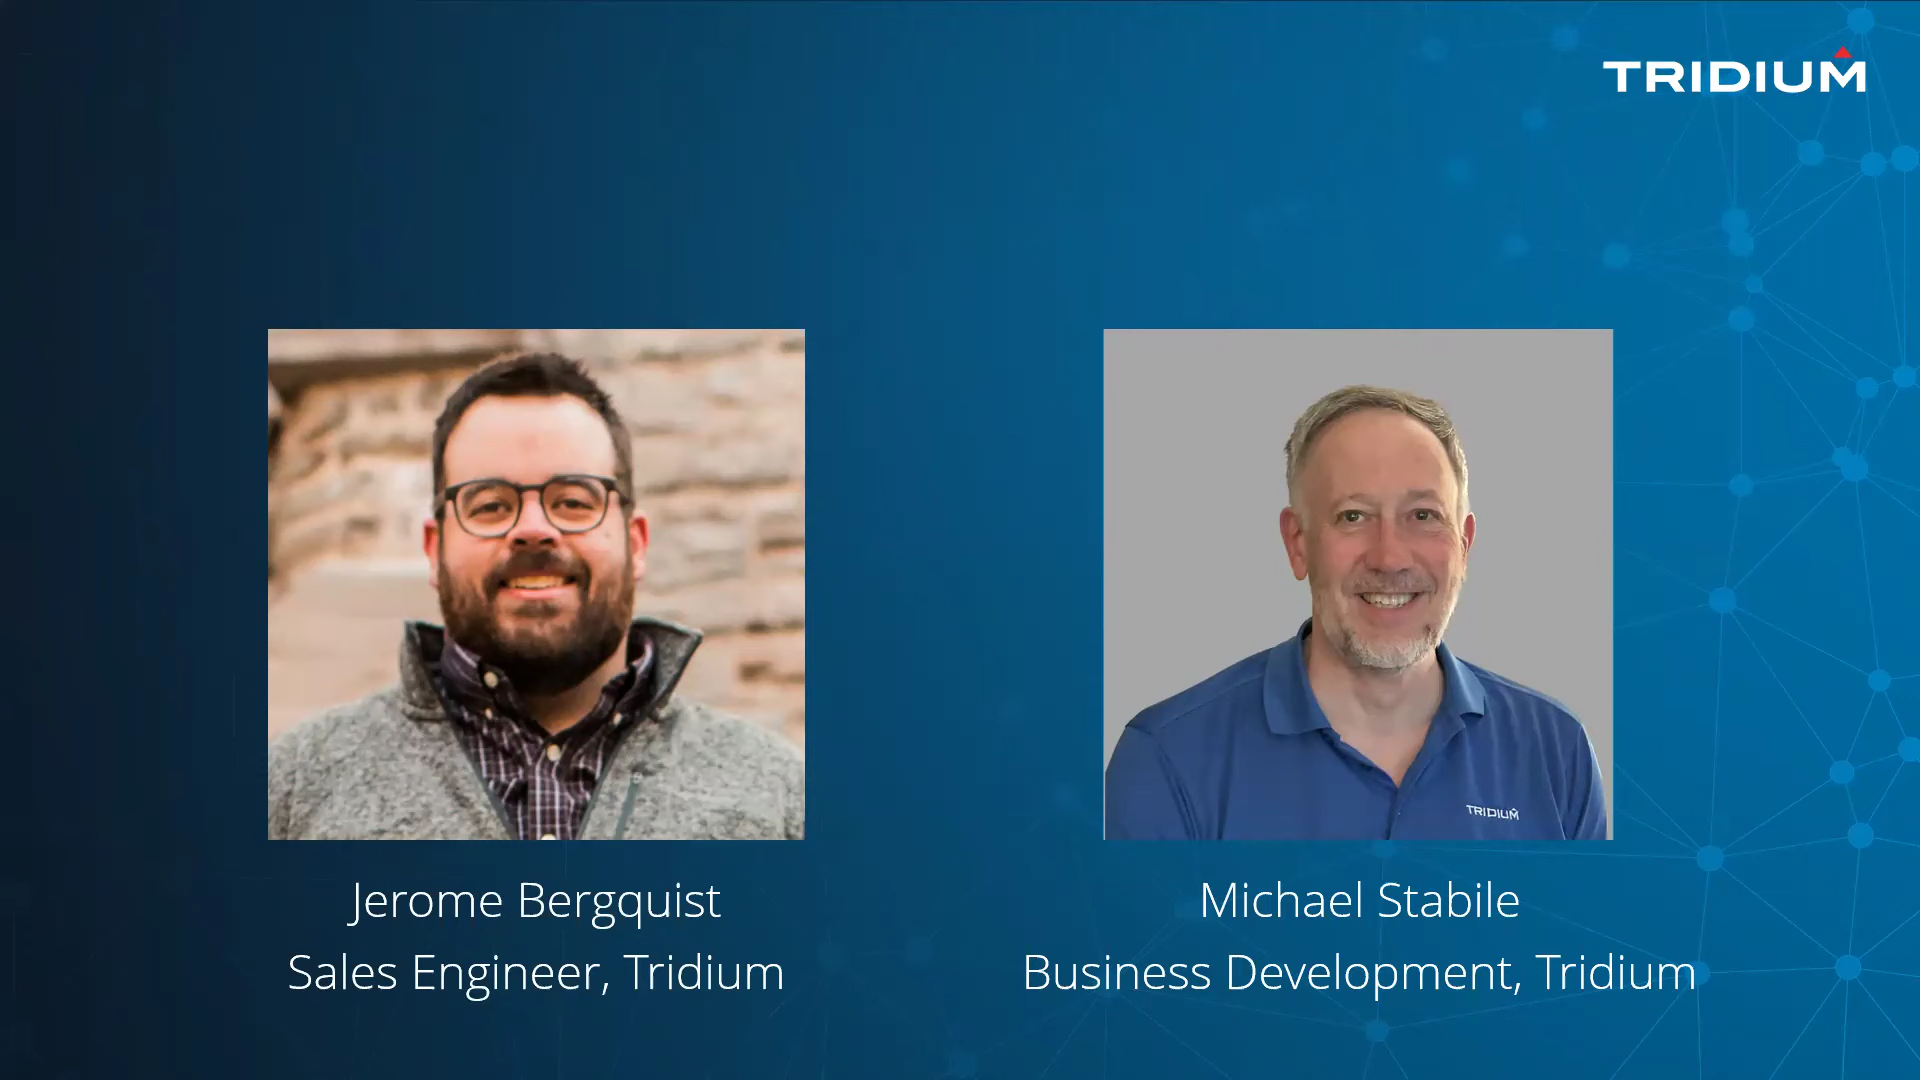 TRIDIUM
TRIDIUM
Jerome Bergquist
Sales Engineer, Tridium
Michael Stabile
Business Development, Tridium